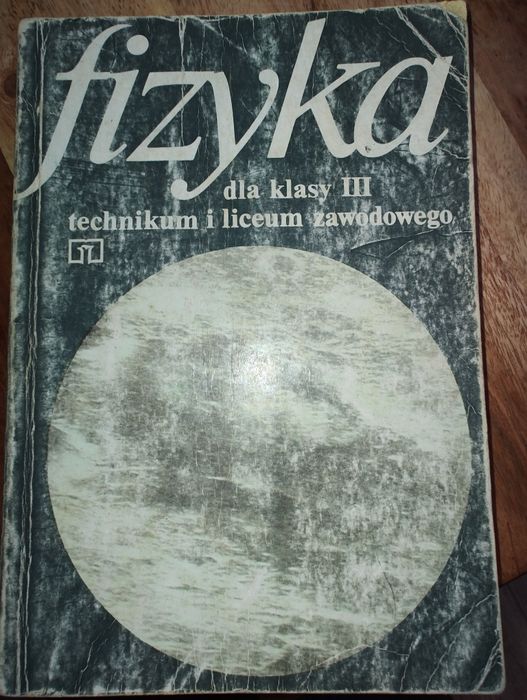 fizyka
dla klasy III
technikum i liceum zawodowego